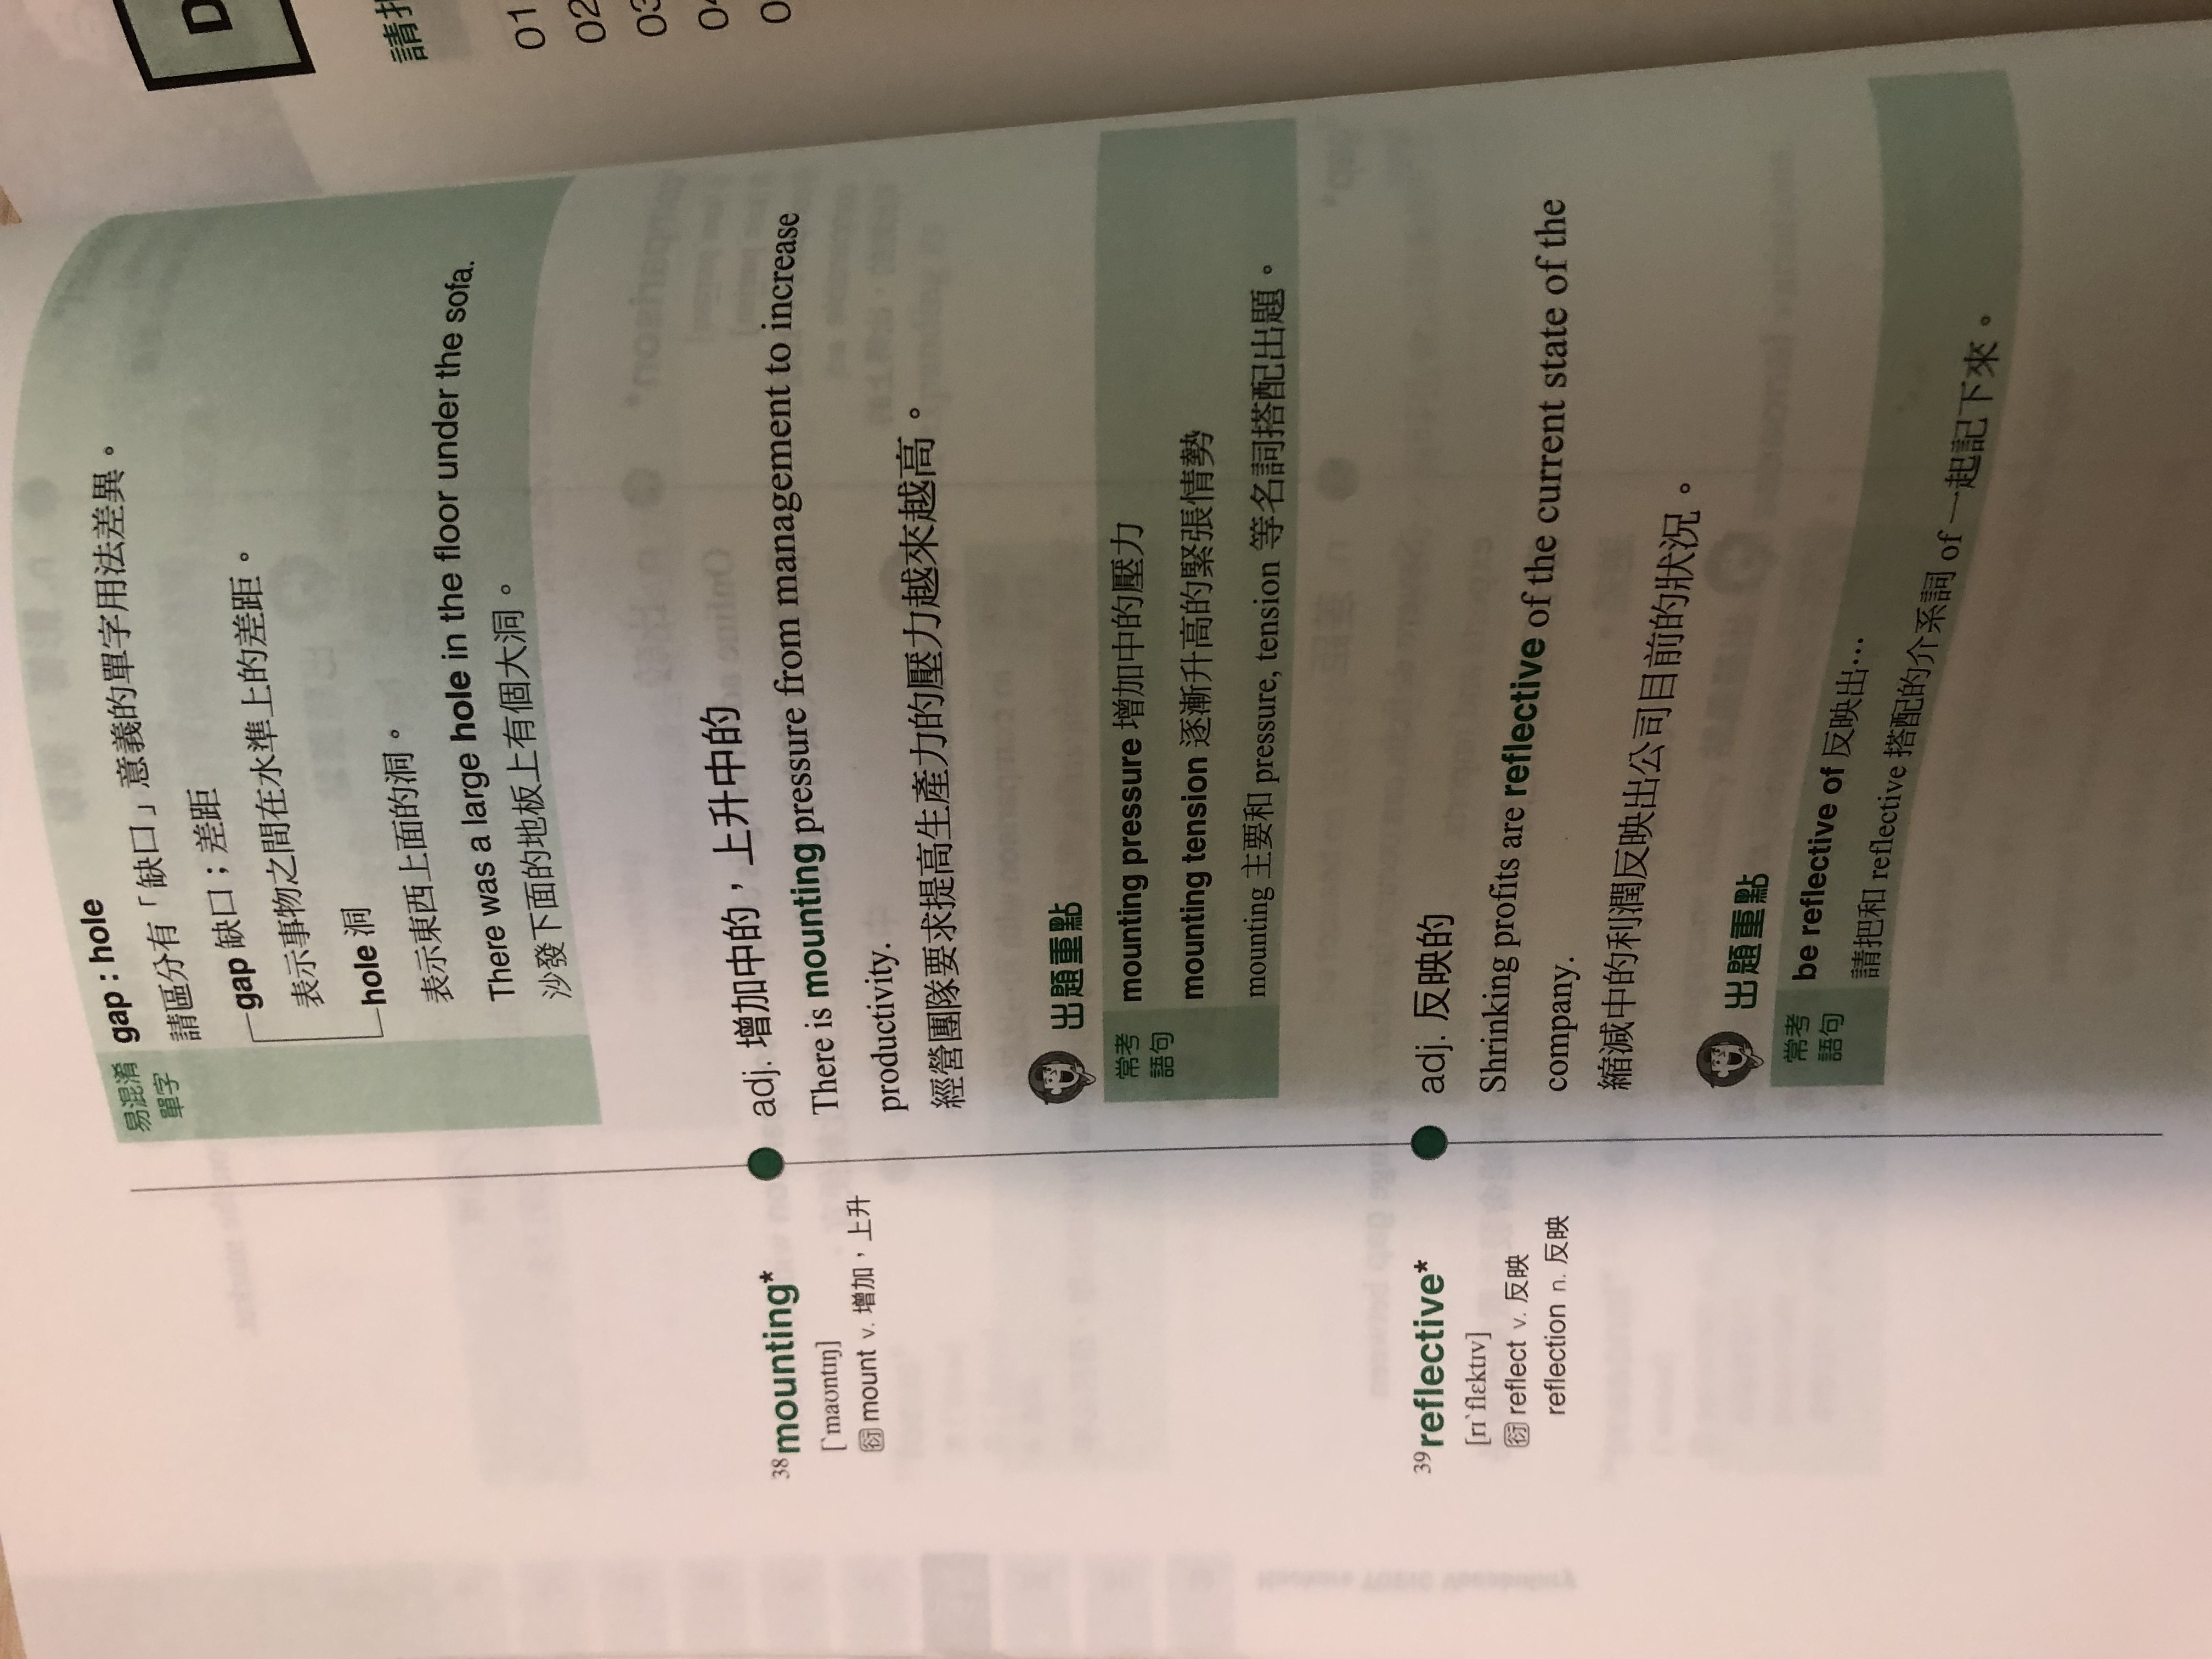 易混淆
單字
gap : hole
請區分有「缺口」意義的單字用法差異。
gap 缺口；差距
表示事物之間在水準上的差距。
hole 洞
表示東西上面的洞。
There was a large hole in the floor under the sofa.
沙發下面的地板上有個大洞。
38 mounting*
[ˋmaʊntɪŋ]
衍 mount v. 增加，上升
adj. 增加中的，上升中的
There is mounting pressure from management to increase
productivity.
經營團隊要求提高生產力的壓力越來越高。
出題重點
常考
語句
mounting pressure 增加中的壓力
mounting tension 逐漸升高的緊張情勢
mounting 主要和 pressure, tension 等名詞搭配出題。
39 reflective*
[rɪˋflɛktɪv]
衍 reflect v. 反映
reflection n. 反映
adj. 反映的
Shrinking profits are reflective of the current state of the
company.
縮減中的利潤反映出公司目前的狀況。
出題重點
常考
語句
be reflective of 反映出…
請把和 reflective 搭配的介系詞 of 一起記下來。
D
01
02
03